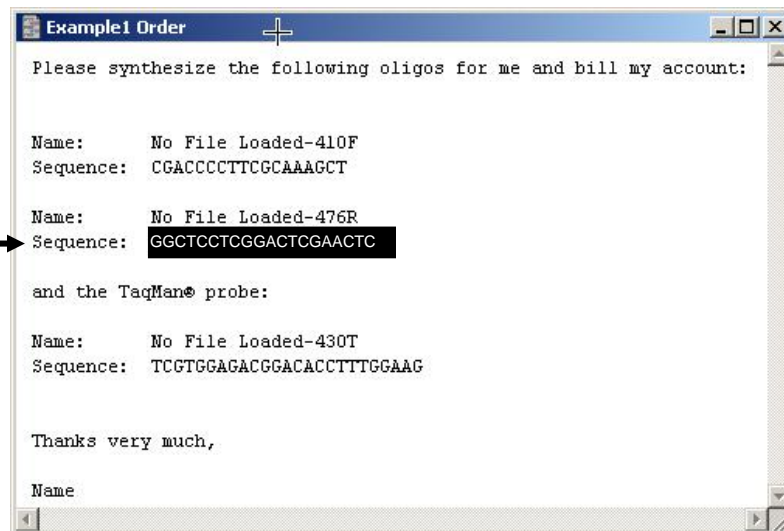 Example1 Order
Please synthesize the following oligos for me and bill my account:
Name: No File Loaded-410F
Sequence: CGACCCCTTCGCAAAGCT
Name: No File Loaded-476R
Sequence: GGCTCCTCGGACTCGAACTC
and the TaqMan® probe:
Name: No File Loaded-430T
Sequence: TCGTGGAGACGGACACCTTTGGAAG
Thanks very much,
Name